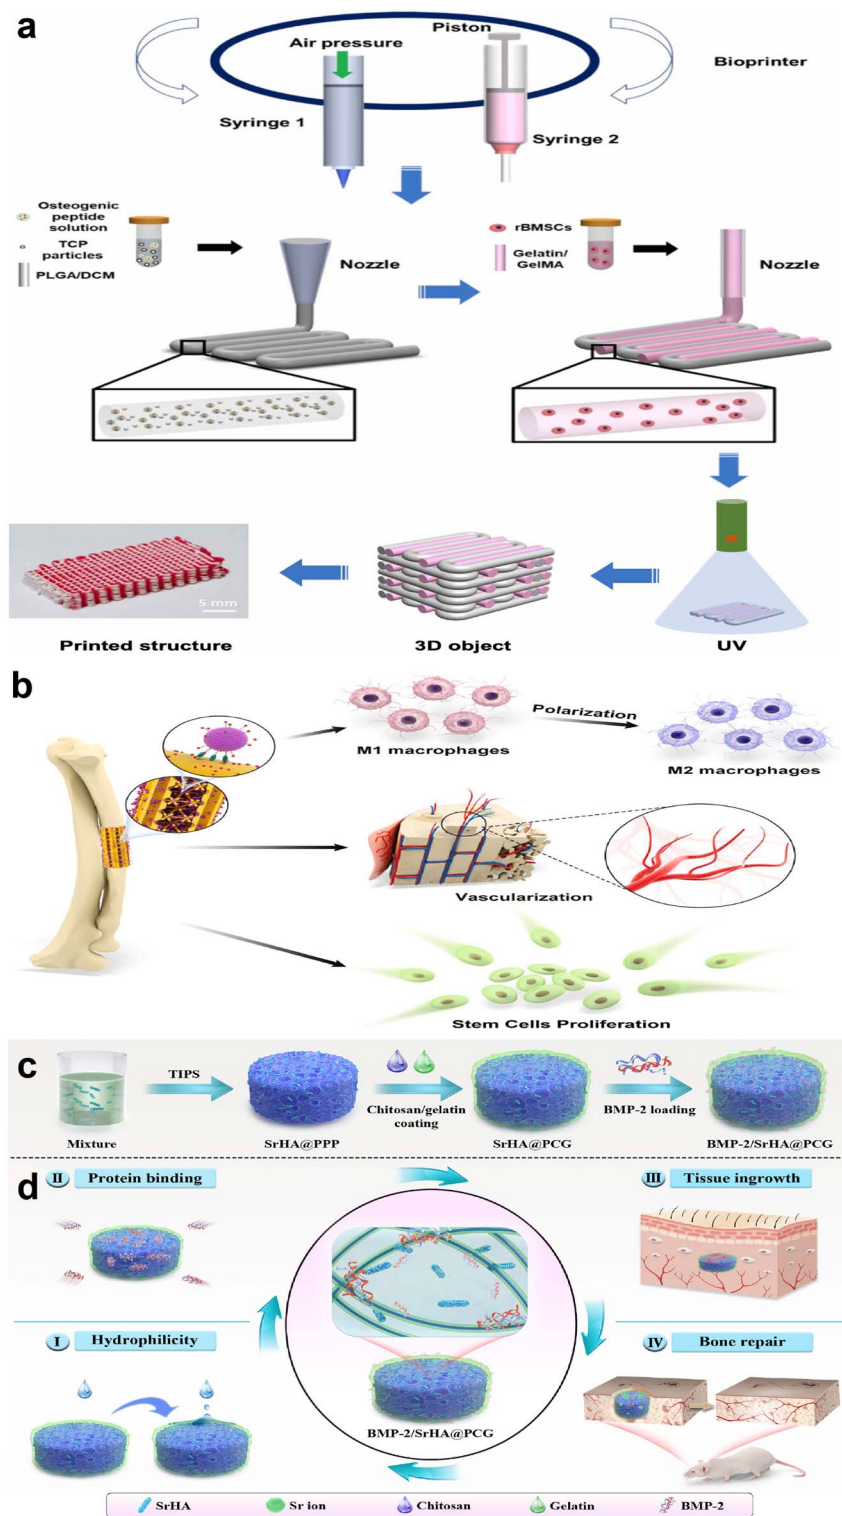 a
Air pressure
Piston
Bioprinter
Syringe 1
Syringe 2
Osteogenic
peptide
solution
TCP
particles
PLGA/DCM
Nozzle
rBMSCs
Gelatin/
GelMA
Nozzle
5 mm
Printed structure
3D object
UV
b
M1 macrophages
Polarization
M2 macrophages
Vascularization
Stem Cells Proliferation
c
Mixture
TIPS
SrHA@PPP
Chitosan/gelatin
coating
SrHA@PCG
BMP-2 loading
BMP-2/SrHA@PCG
d
II Protein binding
III Tissue ingrowth
I Hydrophilicity
IV Bone repair
BMP-2/SrHA@PCG
SrHA
Sr ion
Chitosan
Gelatin
BMP-2